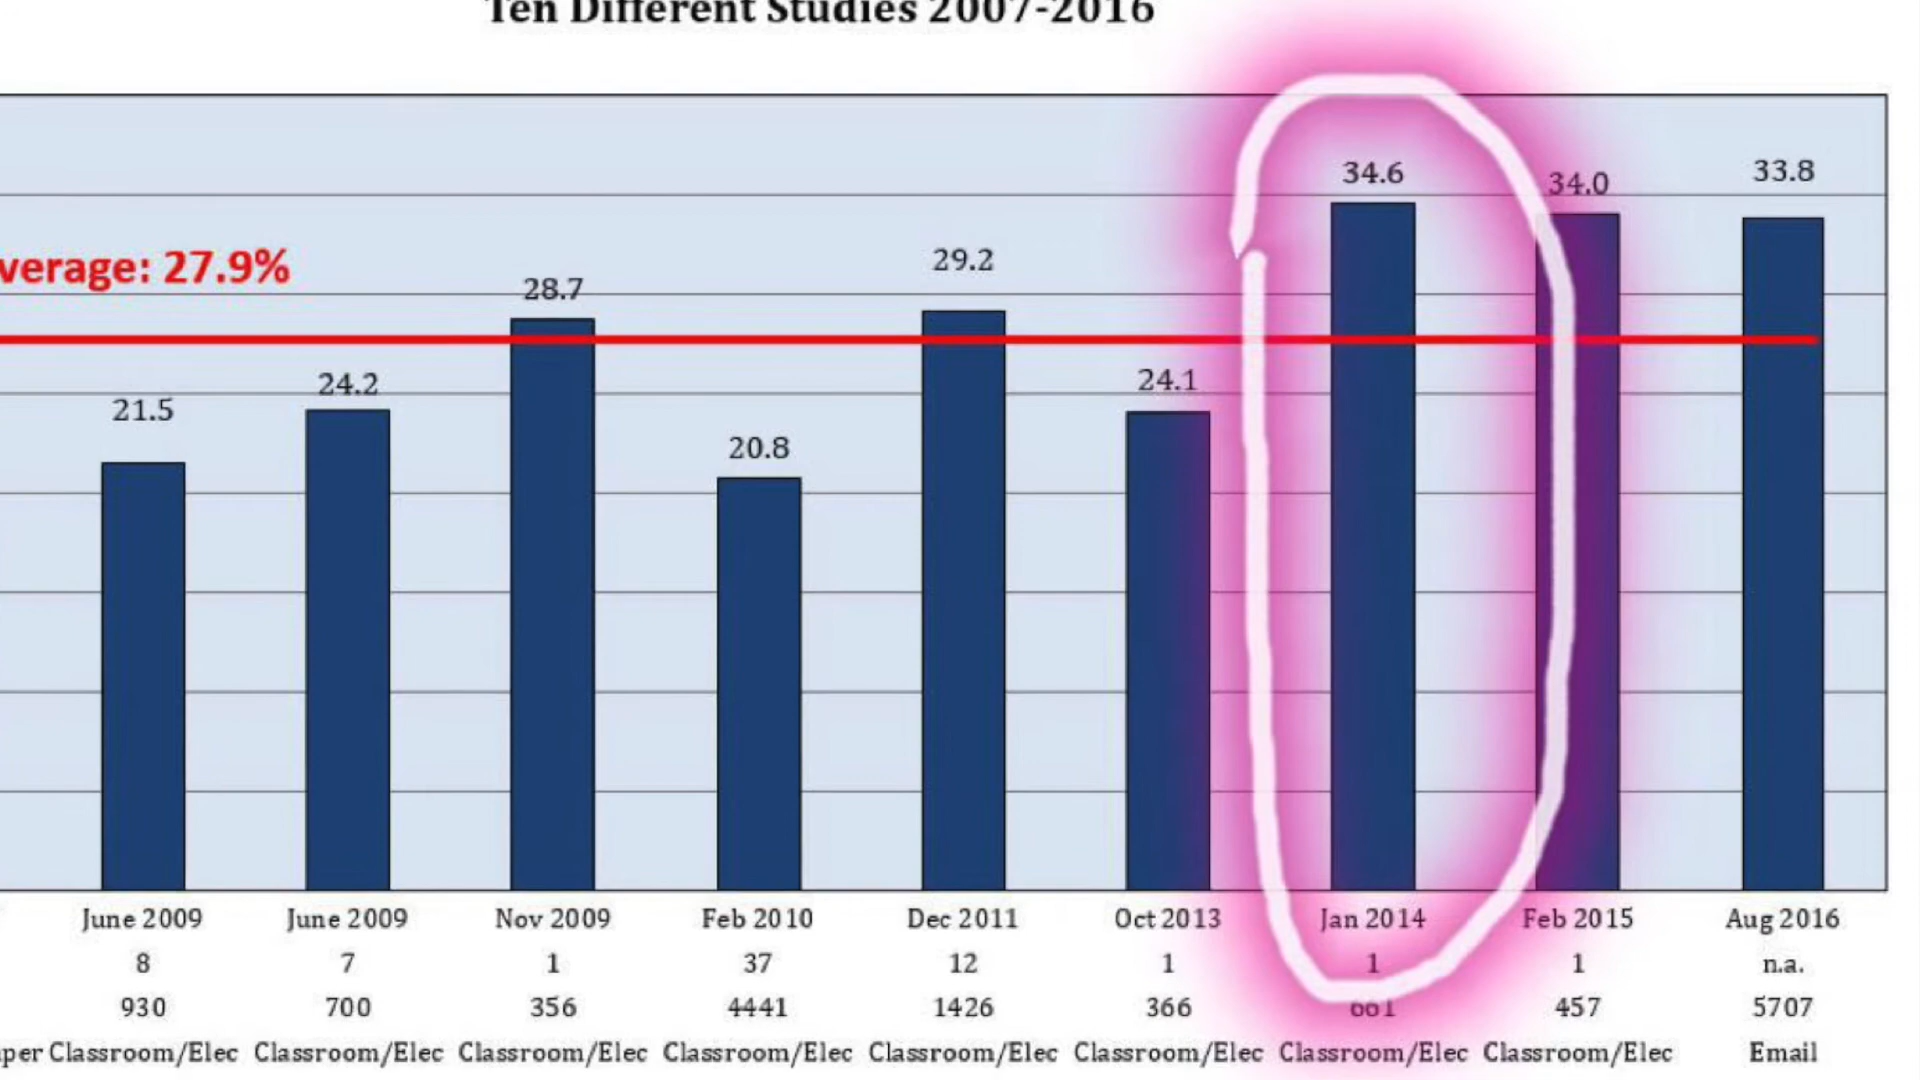 Ten Different Studies 2007-2016
34.6
34.0
33.8
verage: 27.9%
29.2
28.7
24.2
24.1
21.5
20.8
June 2009 June 2009 Nov 2009 Feb 2010 Dec 2011 Oct 2013 Jan 2014 Feb 2015 Aug 2016
8 7 1 37 12 1 1 1 n.a.
930 700 356 4441 1426 366 661 457 5707
per Classroom/Elec Classroom/Elec Classroom/Elec Classroom/Elec Classroom/Elec Classroom/Elec Classroom/Elec Classroom/Elec Email